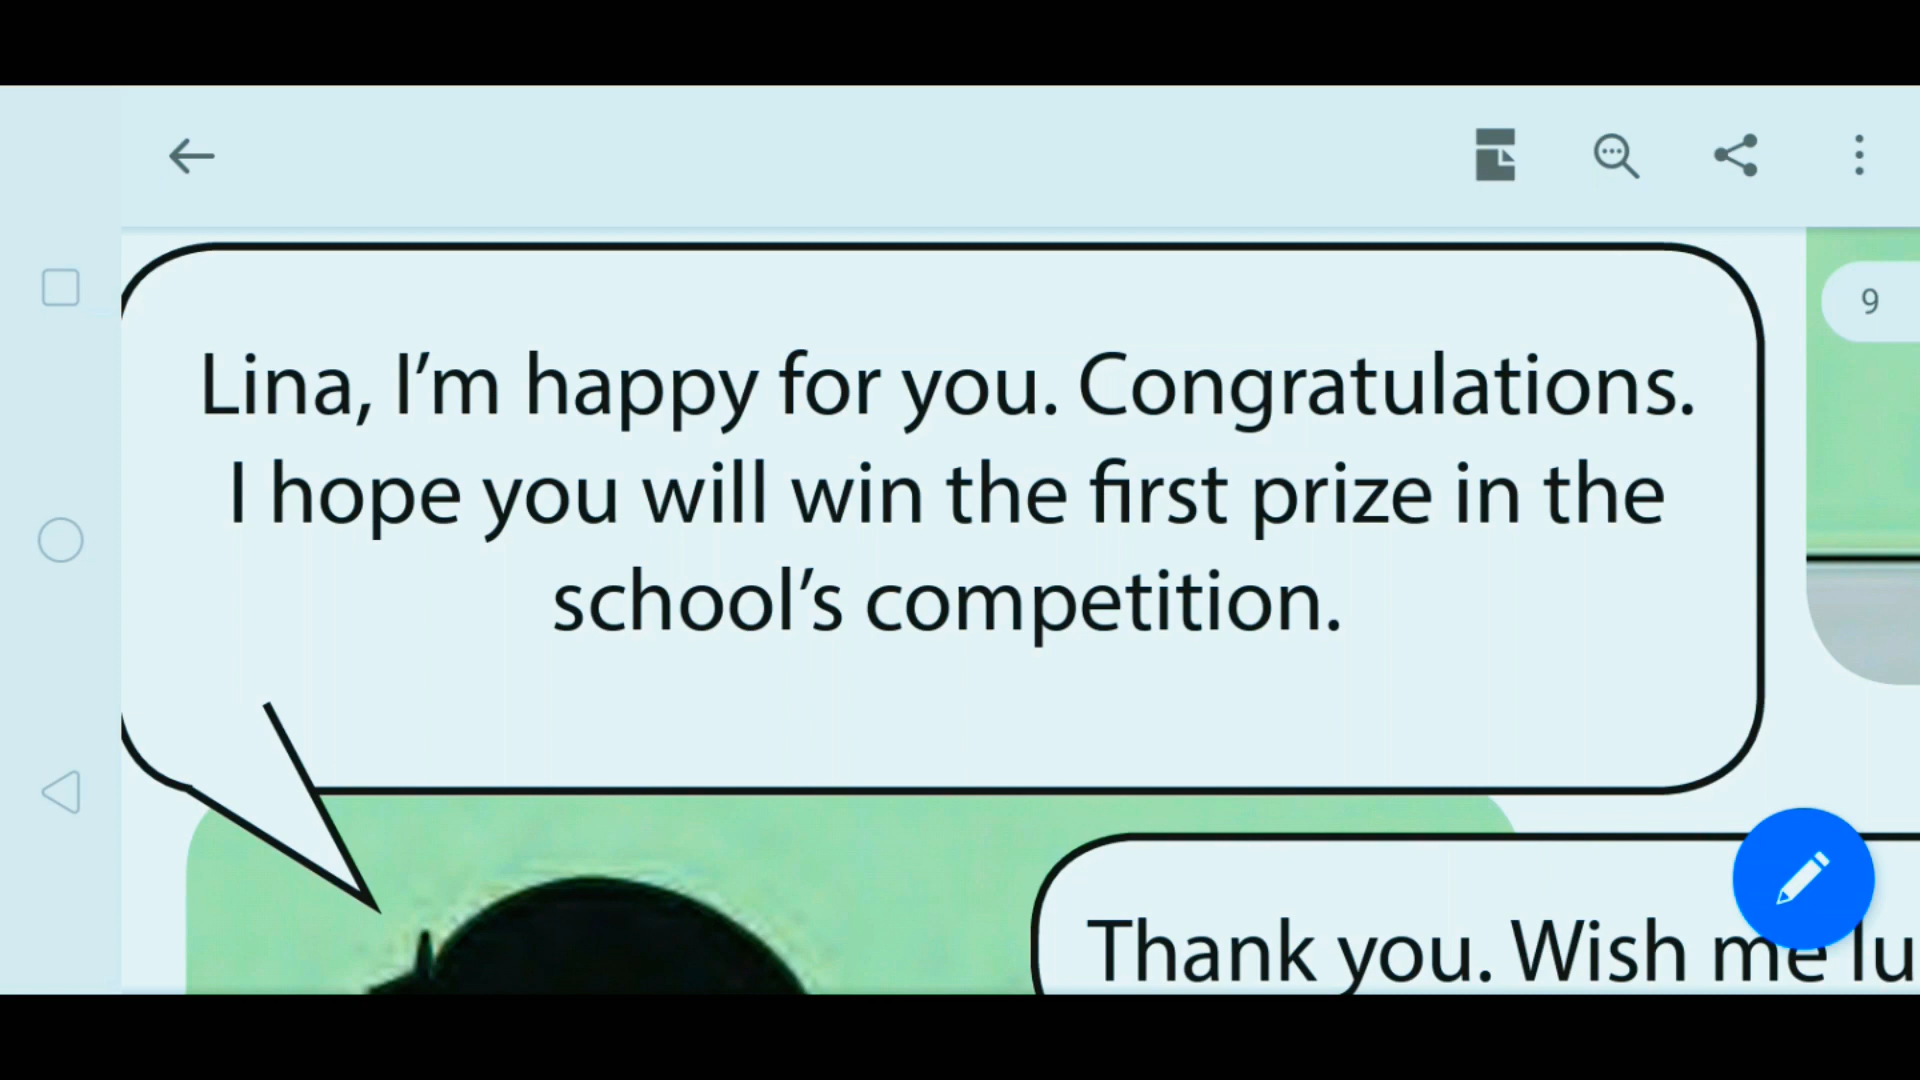 9
Lina, I’m happy for you. Congratulations.
I hope you will win the first prize in the
school’s competition.
Thank you. Wish me